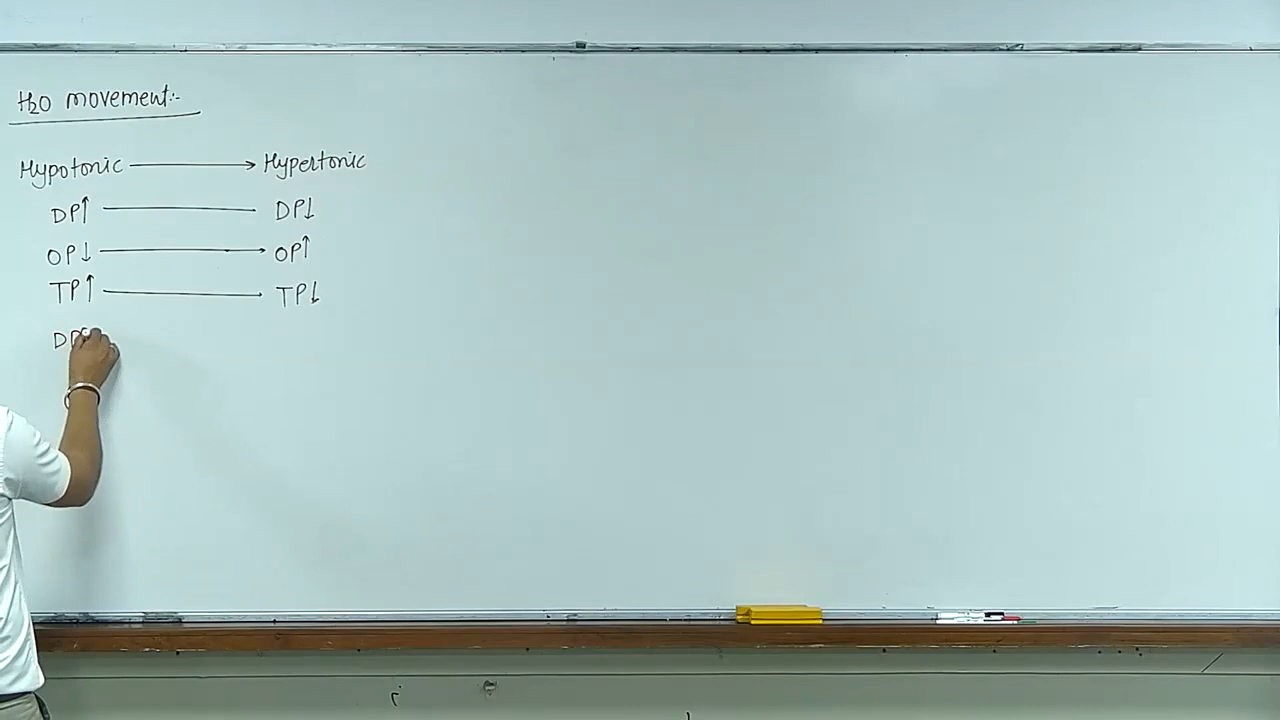 H2O movement:-
Hypotonic ⟶ Hypertonic
DP↑ — DP↓
OP↓ ⟶ OP↑
TP↑ — TP↓